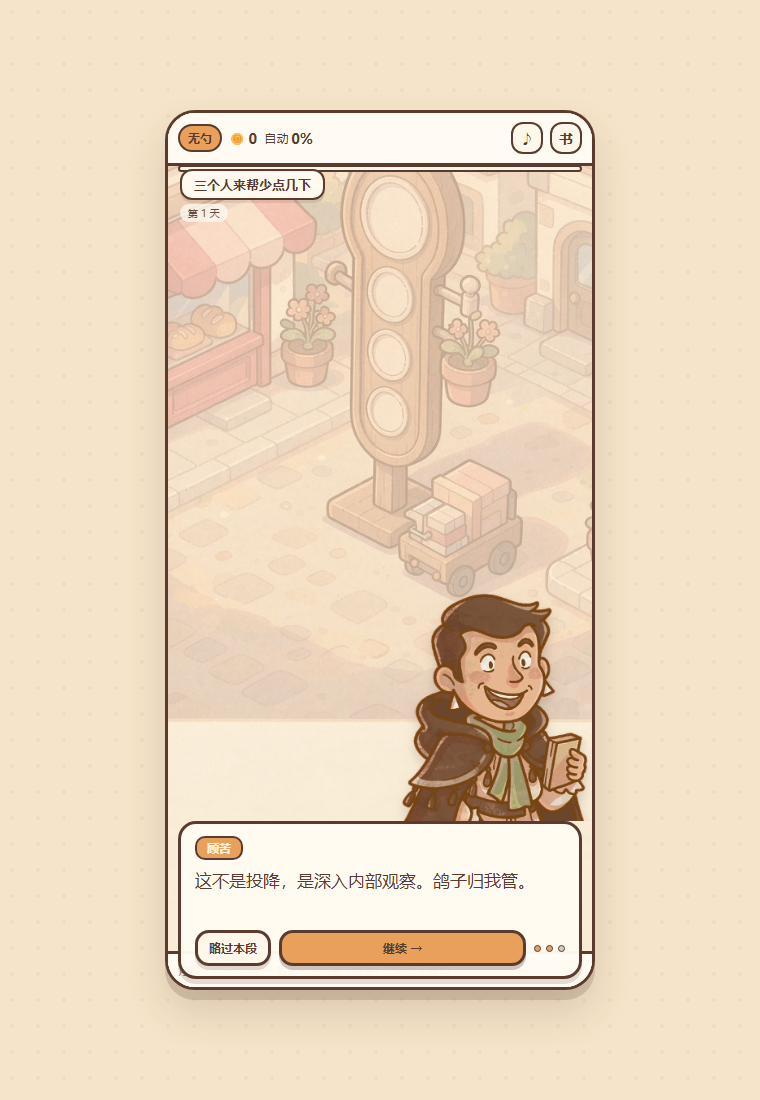 无勺 0 自动 0% ♪ 书
三个人来帮少点几下
第 1 天
顾苦
这不是投降，是深入内部观察。鸽子归我管。
略过本段 继续 →